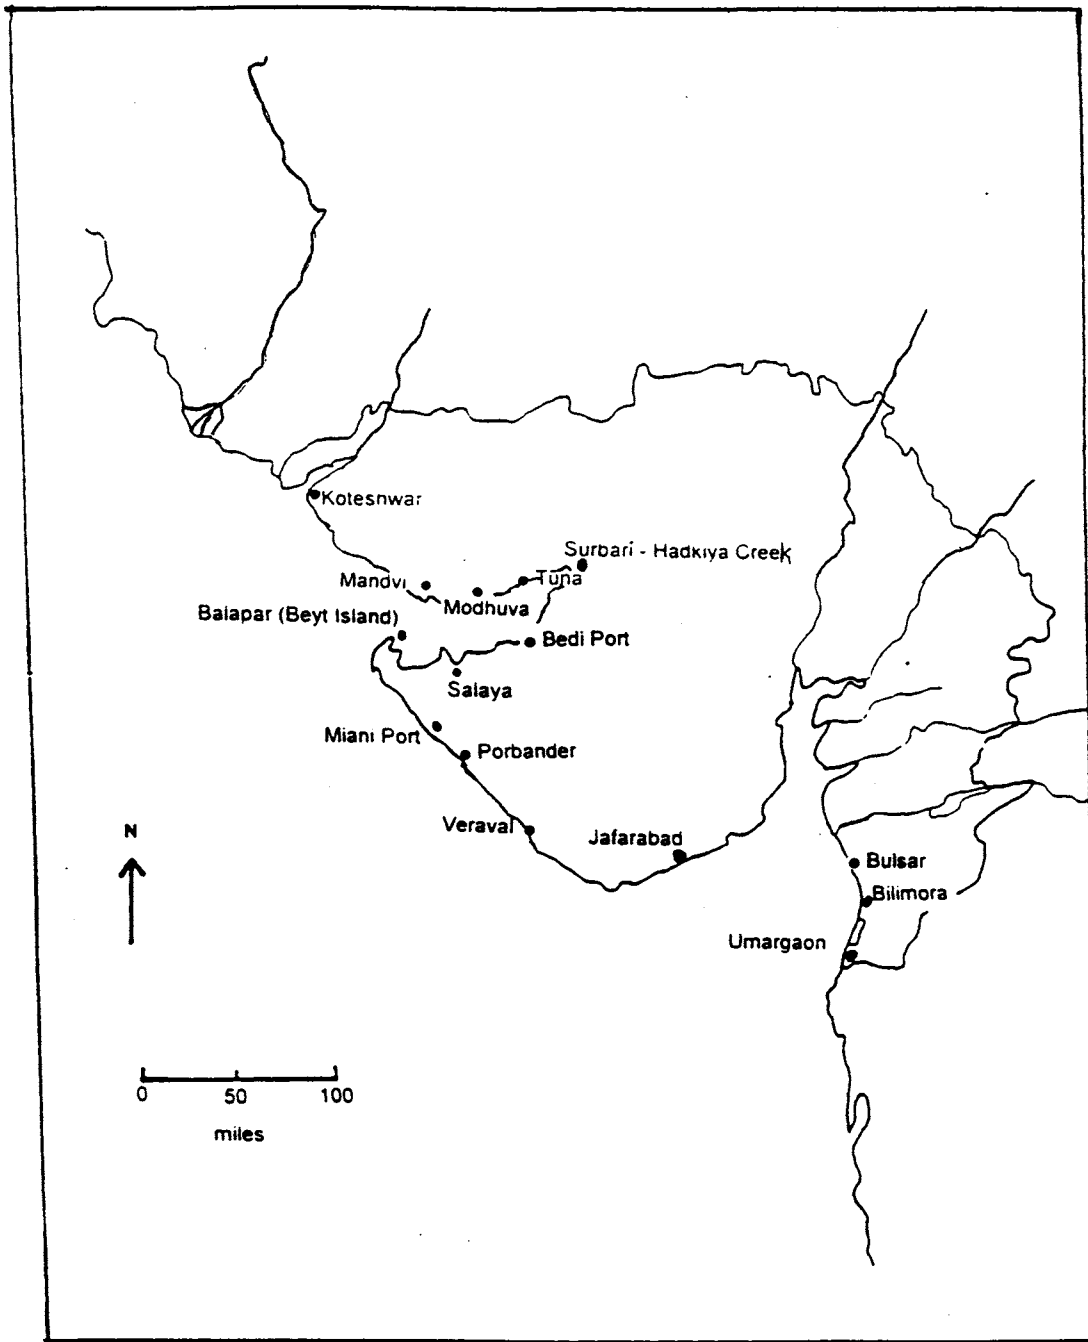 Koteshwar
Surbari - Hadkiya Creek
Mandvi
Tuna
Modhuva
Balapar (Beyt Island)
Bedi Port
Salaya
Miani Port
Porbander
Veraval
Jafarabad
N
Bulsar
Bilimora
Umargaon
0 50 100
miles